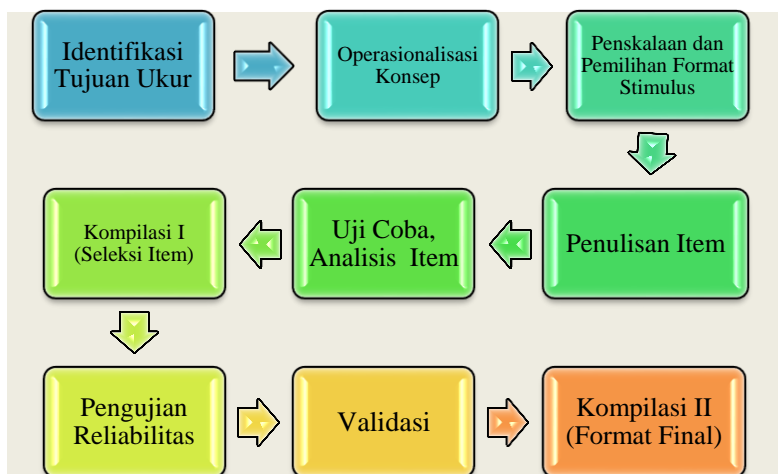 Identifikasi
Tujuan Ukur
Operasionalisasi
Konsep
Penskalaan dan
Pemilihan Format
Stimulus
Penulisan Item
Uji Coba,
Analisis Item
Kompilasi I
(Seleksi Item)
Pengujian
Reliabilitas
Validasi
Kompilasi II
(Format Final)